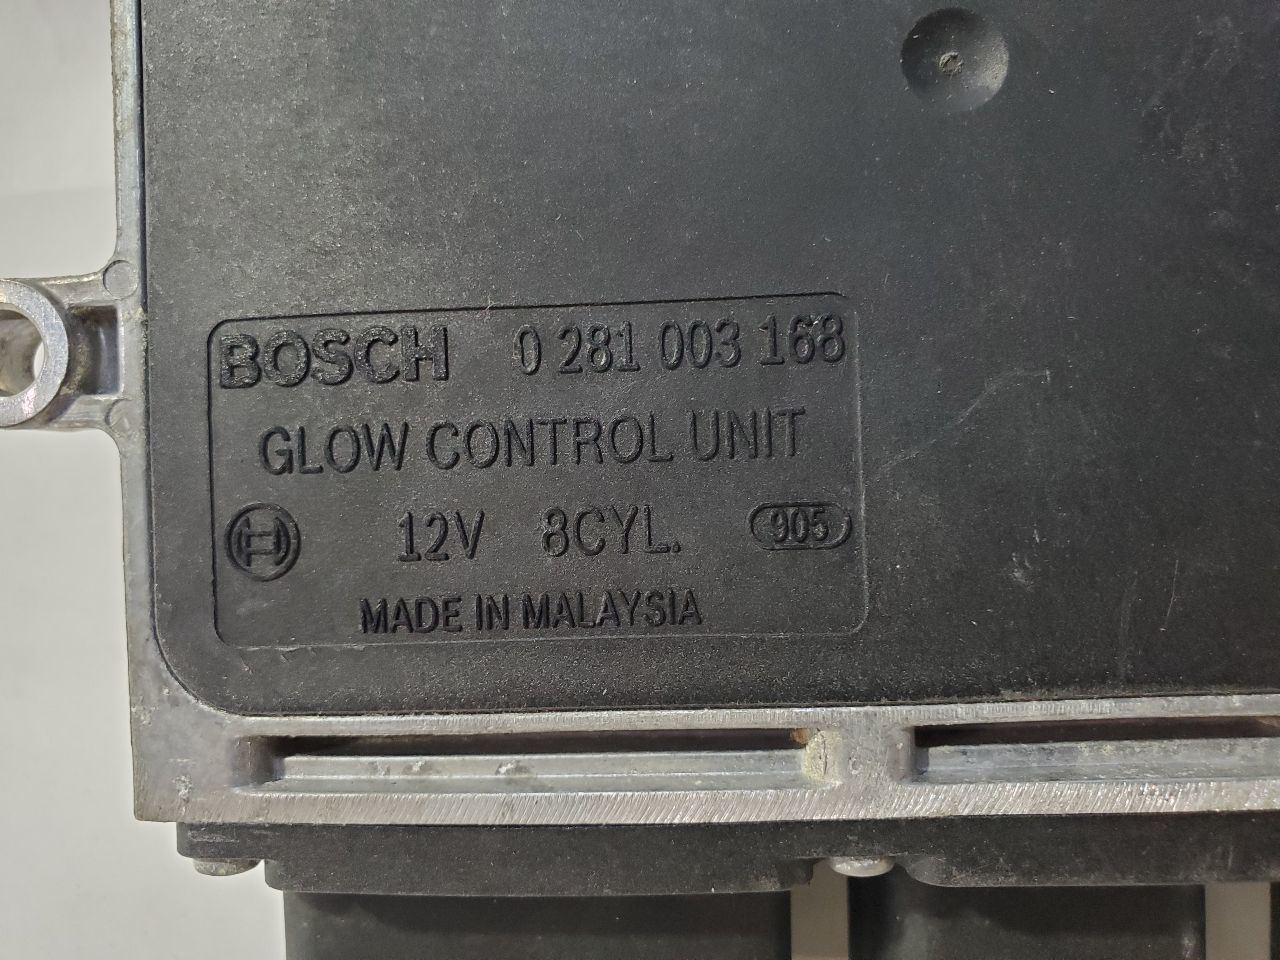 BOSCH 0 281 003 168
GLOW CONTROL UNIT
12V 8CYL. 905
MADE IN MALAYSIA